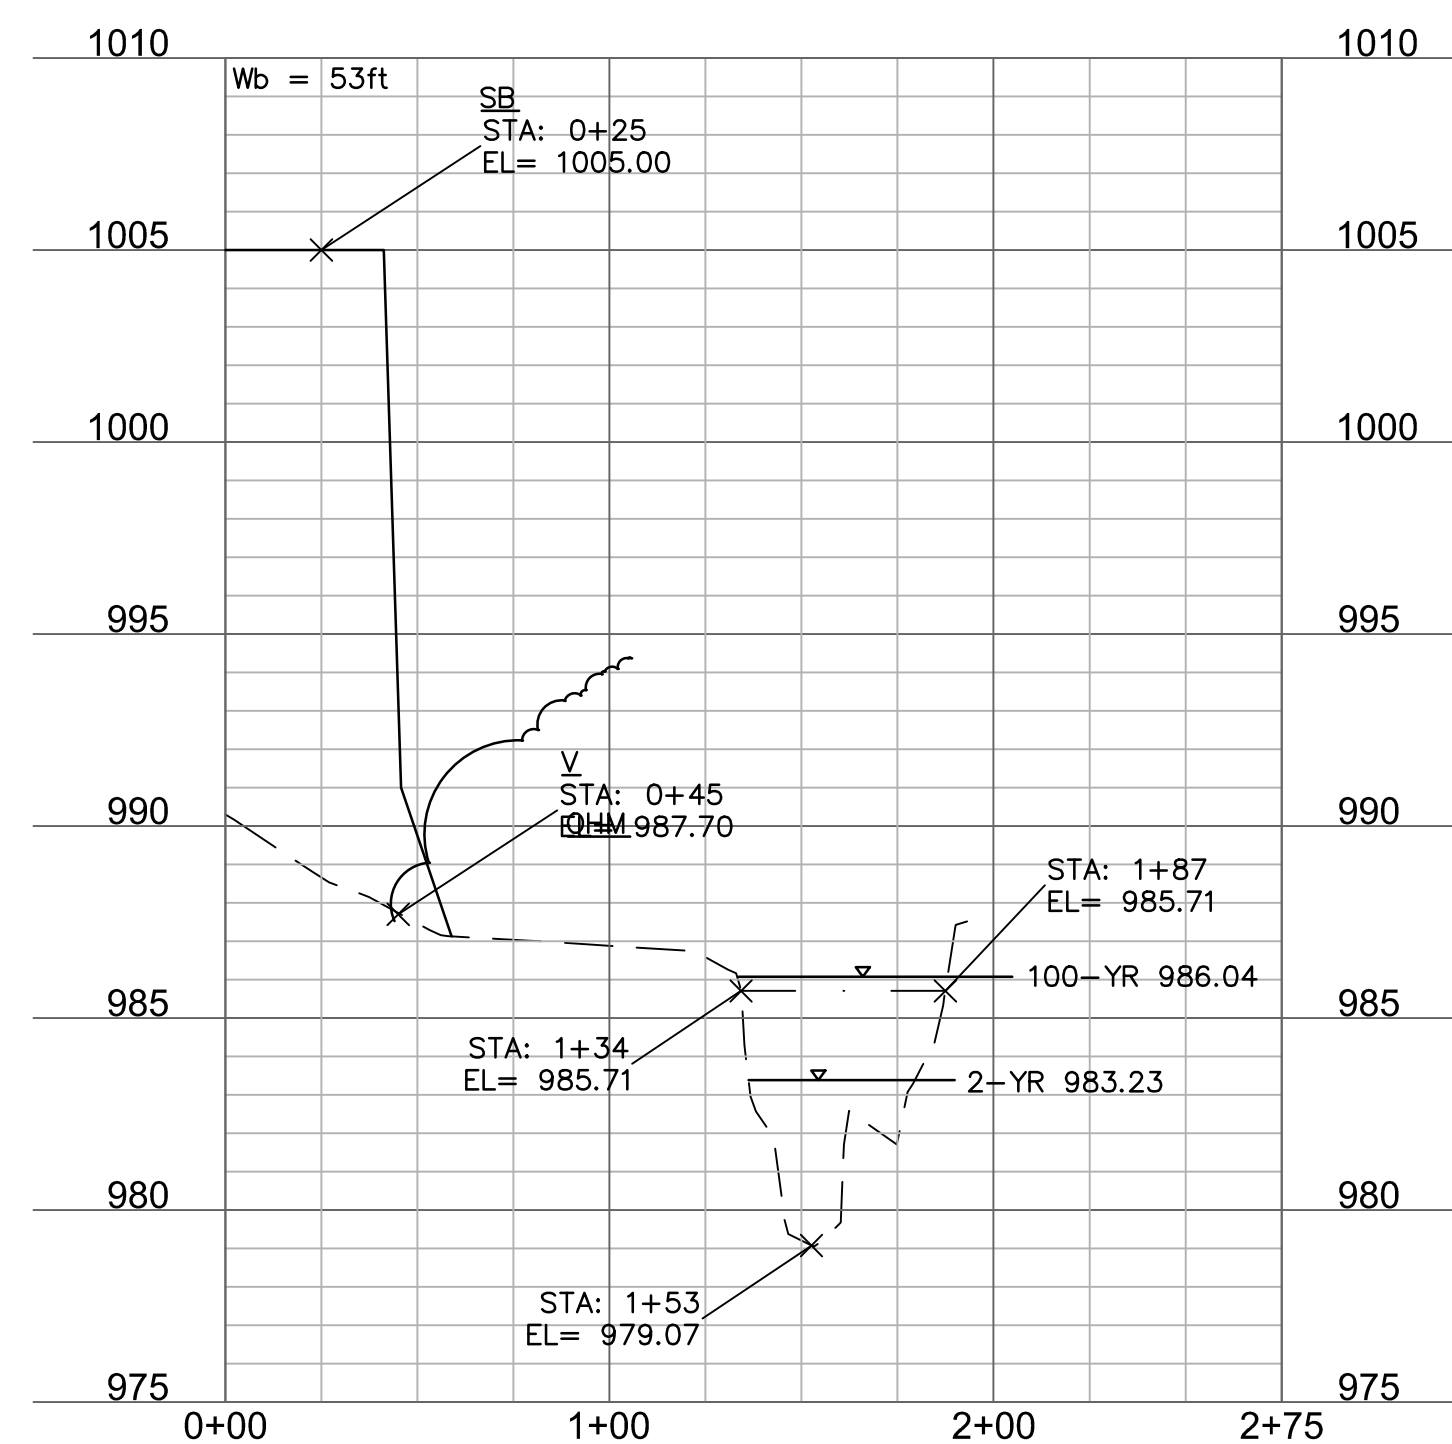 1010 1010
Wb = 53ft
SB
STA: 0+25
EL= 1005.00
1005 1005
1000 1000
995 995
V
STA: 0+45
EL= 987.70
OHM
990 990
STA: 1+87
EL= 985.71
100-YR 986.04
985 985
STA: 1+34
EL= 985.71
2-YR 983.23
980 980
STA: 1+53
EL= 979.07
975 975
0+00 1+00 2+00 2+75